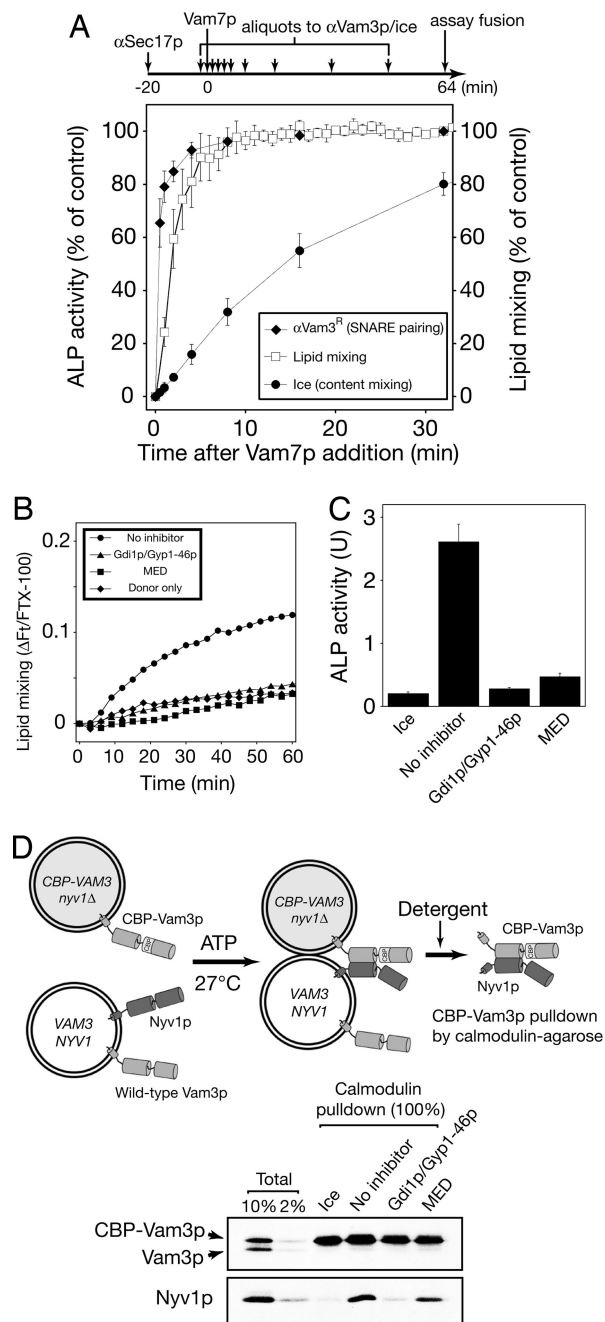 A
αSec17p
Vam7p
aliquots to αVam3p/ice
assay fusion
-20
0
64
(min)
ALP activity (% of control)
Lipid mixing (% of control)
100
80
60
40
20
0
100
80
60
40
20
0
αVam3R (SNARE pairing)
Lipid mixing
Ice (content mixing)
0
10
20
30
Time after Vam7p addition (min)
B
No inhibitor
Gdi1p/Gyp1-46p
MED
Donor only
Lipid mixing (ΔFt/FTX-100)
0.2
0.1
0
0 10 20 30 40 50 60
Time (min)
C
ALP activity (U)
3
2
1
0
Ice
No inhibitor
Gdi1p/Gyp1-46p
MED
D
CBP-VAM3
nyv1Δ
CBP-Vam3p
CBP
VAM3
NYV1
Nyv1p
Wild-type Vam3p
ATP
27°C
CBP-VAM3
nyv1Δ
CBP
VAM3
NYV1
Detergent
CBP-Vam3p
CBP
Nyv1p
CBP-Vam3p pulldown
by calmodulin-agarose
Calmodulin
pulldown (100%)
Total
10% 2%
Ice
No inhibitor
Gdi1p/Gyp1-46p
MED
CBP-Vam3p
Vam3p
Nyv1p